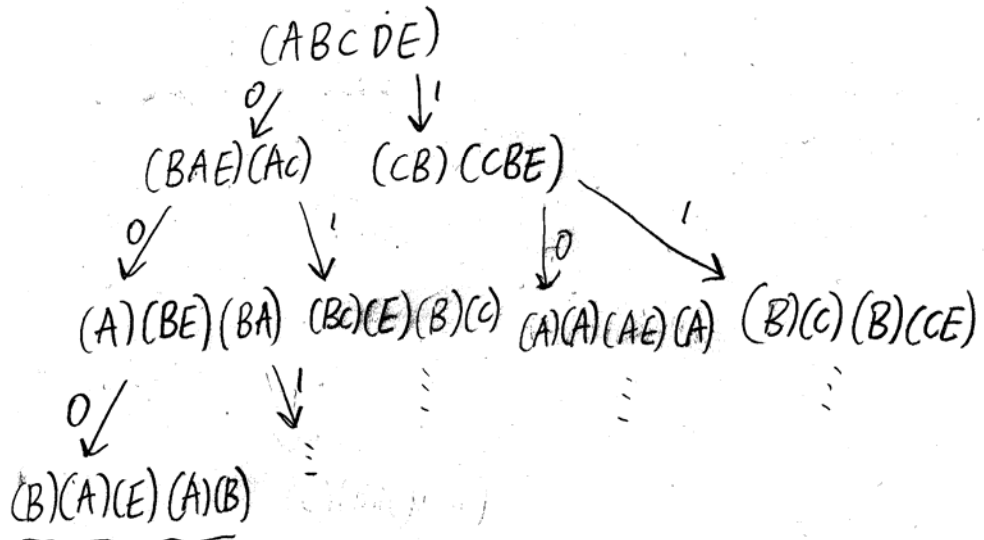 (ABCDE)
0 1
(BAE)(AC) (CB)(CBE)
0 1 0 1
(A)(BE)(BA) (BC)(E)(B)(C) (A)(A)(AE)(A) (B)(C)(B)(CE)
0 1
(B)(A)(E)(A)(B)